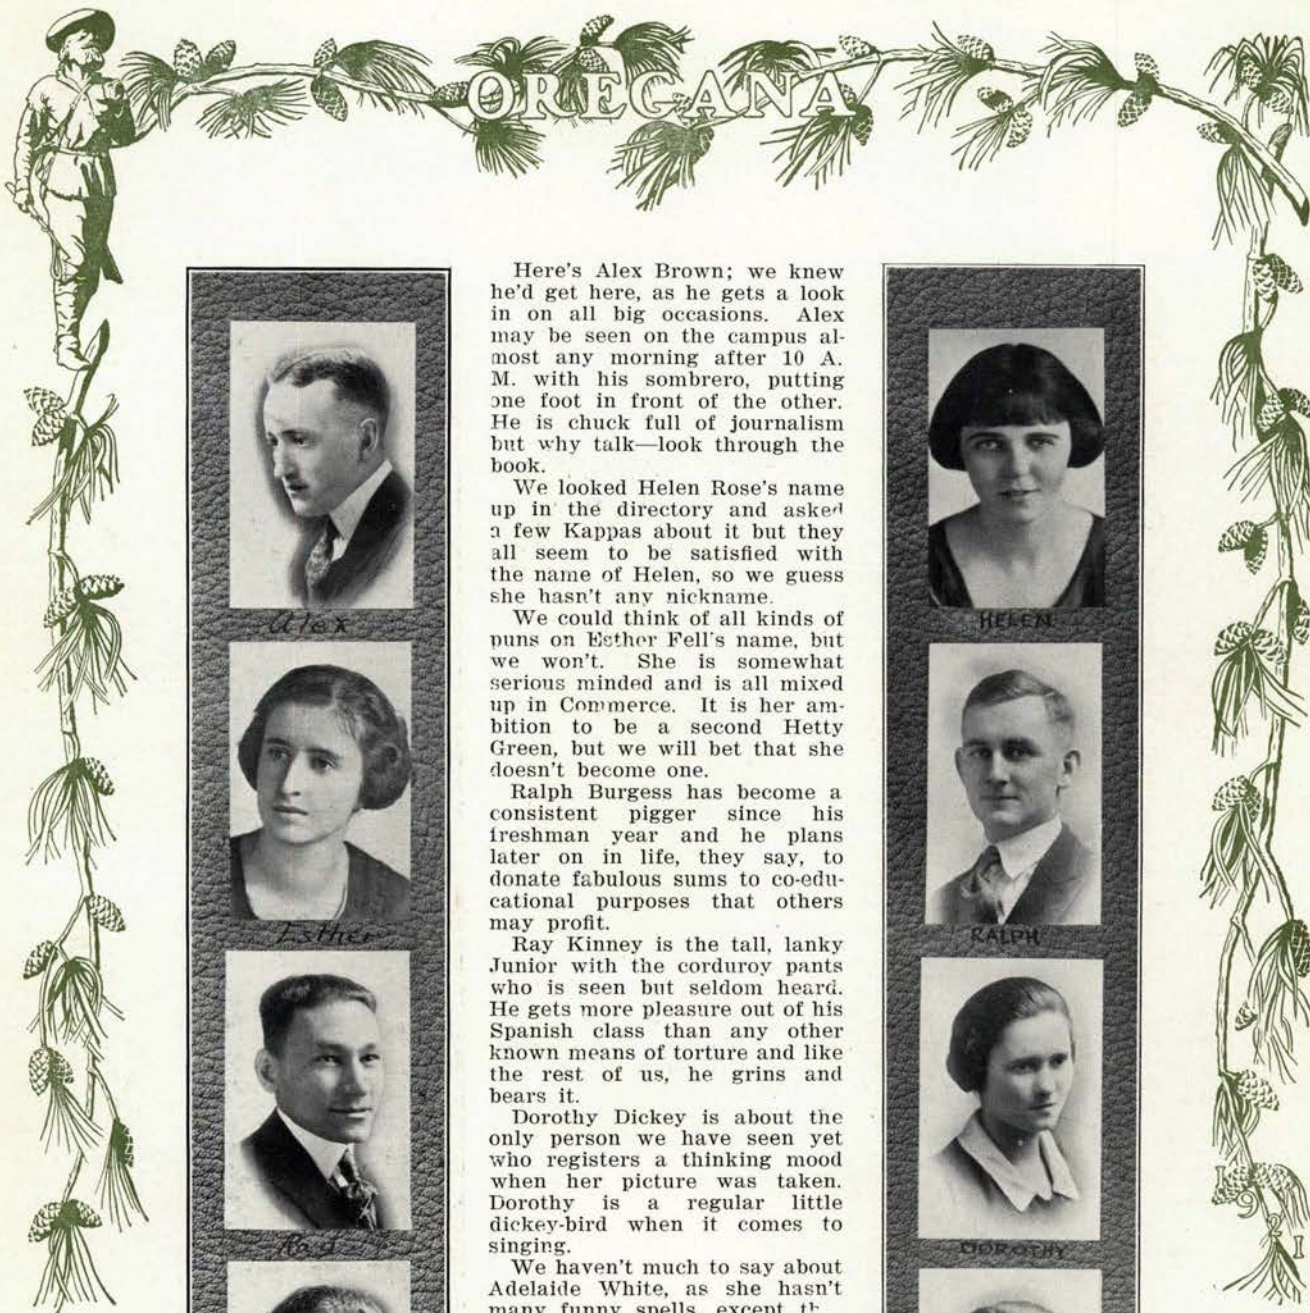 OREGANA
Here's Alex Brown; we knew
he'd get here, as he gets a look
in on all big occasions. Alex
may be seen on the campus al-
most any morning after 10 A.
M. with his sombrero, putting
one foot in front of the other.
He is chuck full of journalism
but why talk—look through the
book.
We looked Helen Rose's name
up in the directory and asked
a few Kappas about it but they
all seem to be satisfied with
the name of Helen, so we guess
she hasn't any nickname.
We could think of all kinds of
puns on Esther Fell's name, but
we won't. She is somewhat
serious minded and is all mixed
up in Commerce. It is her am-
bition to be a second Hetty
Green, but we will bet that she
doesn't become one.
Ralph Burgess has become a
consistent pigger since his
freshman year and he plans
later on in life, they say, to
donate fabulous sums to co-edu-
cational purposes that others
may profit.
Ray Kinney is the tall, lanky
Junior with the corduroy pants
who is seen but seldom heard.
He gets more pleasure out of his
Spanish class than any other
known means of torture and like
the rest of us, he grins and
bears it.
Dorothy Dickey is about the
only person we have seen yet
who registers a thinking mood
when her picture was taken.
Dorothy is a regular little
dickey-bird when it comes to
singing.
We haven't much to say about
Adelaide White, as she hasn't
many funny spells, except
Alex
Esther
Ray
HELEN
RALPH
DOROTHY
1921